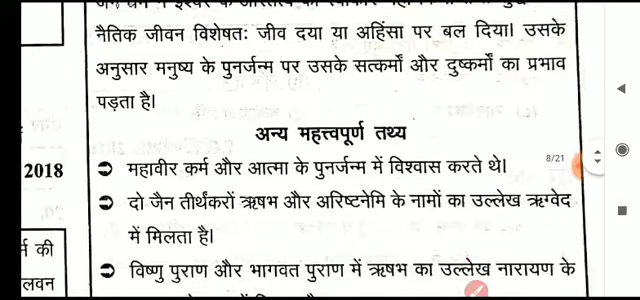 नैतिक जीवन विशेषतः जीव दया या अहिंसा पर बल दिया। उसके
अनुसार मनुष्य के पुनर्जन्म पर उसके सत्कर्मों और दुष्कर्मों का प्रभाव
पड़ता है।
अन्य महत्त्वपूर्ण तथ्य
8/21
2018
➲ महावीर कर्म और आत्मा के पुनर्जन्म में विश्वास करते थे।
➲ दो जैन तीर्थंकरों ऋषभ और अरिष्टनेमि के नामों का उल्लेख ऋग्वेद
में मिलता है।
की
➲ विष्णु पुराण और भागवत पुराण में ऋषभ का उल्लेख नारायण के